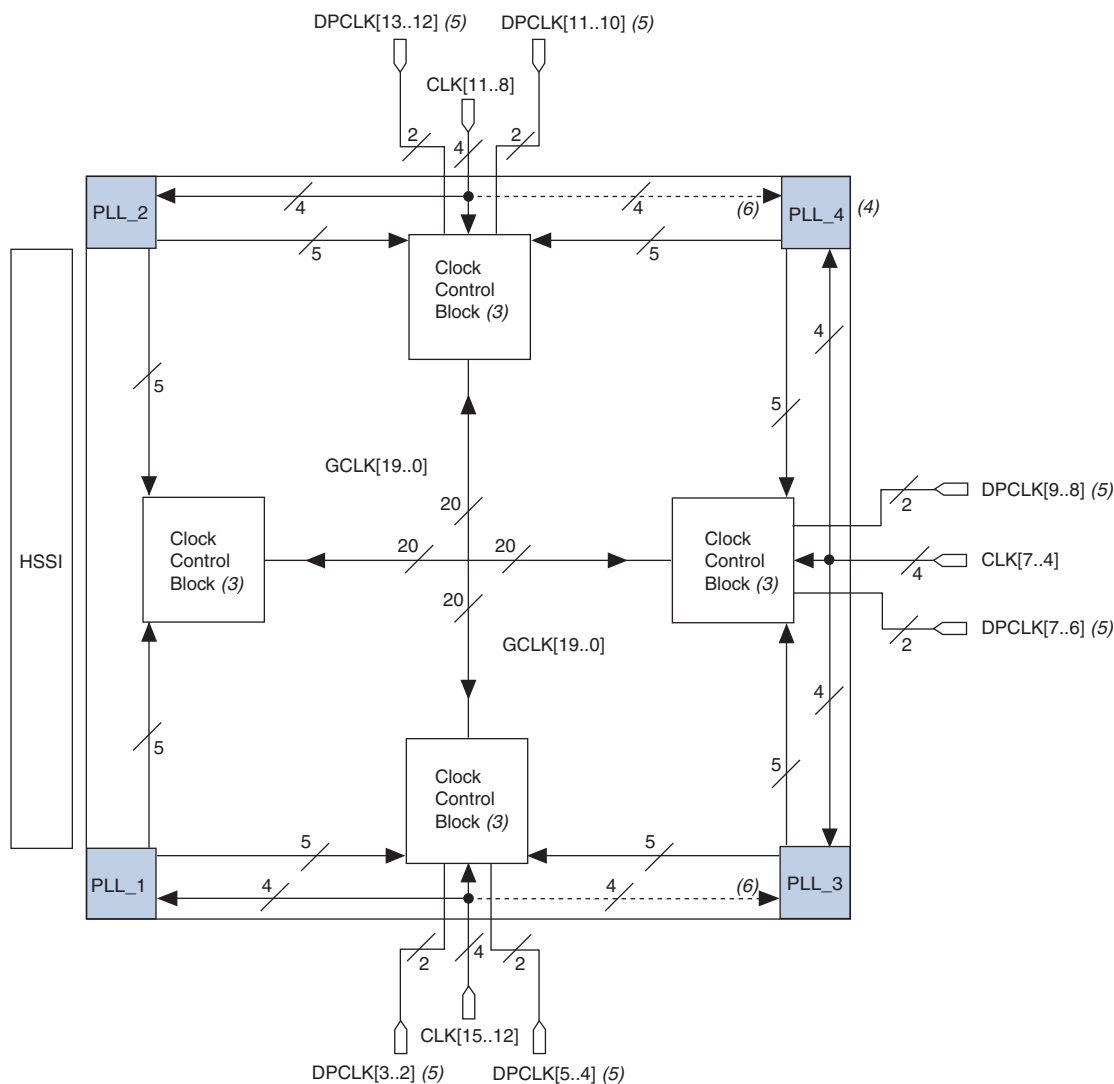 DPCLK[13..12] (5)
DPCLK[11..10] (5)
CLK[11..8]
2
4
2
PLL_2
4
4
(6)
PLL_4
(4)
5
5
Clock
Control
Block (3)
4
5
5
GCLK[19..0]
20
HSSI
Clock
Control
Block (3)
20
20
Clock
Control
Block (3)
2
DPCLK[9..8] (5)
4
CLK[7..4]
2
DPCLK[7..6] (5)
20
GCLK[19..0]
4
5
5
Clock
Control
Block (3)
5
5
PLL_1
4
4
(6)
PLL_3
2
4
2
CLK[15..12]
DPCLK[3..2] (5)
DPCLK[5..4] (5)